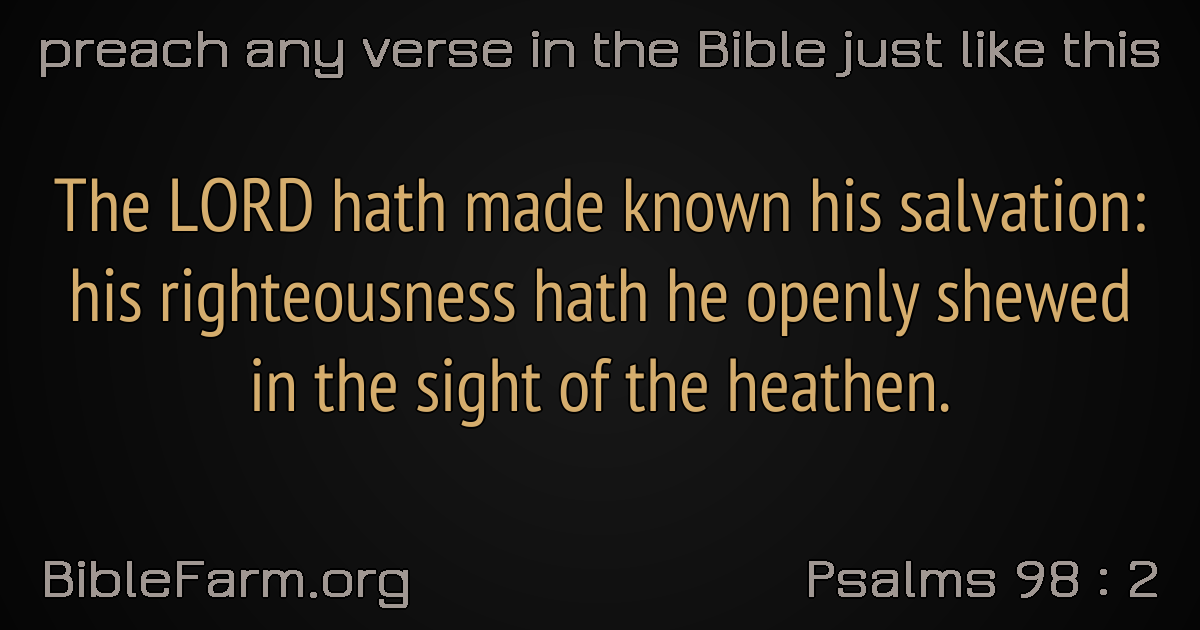 preach any verse in the Bible just like this
The LORD hath made known his salvation:
his righteousness hath he openly shewed
in the sight of the heathen.
BibleFarm.org
Psalms 98 : 2